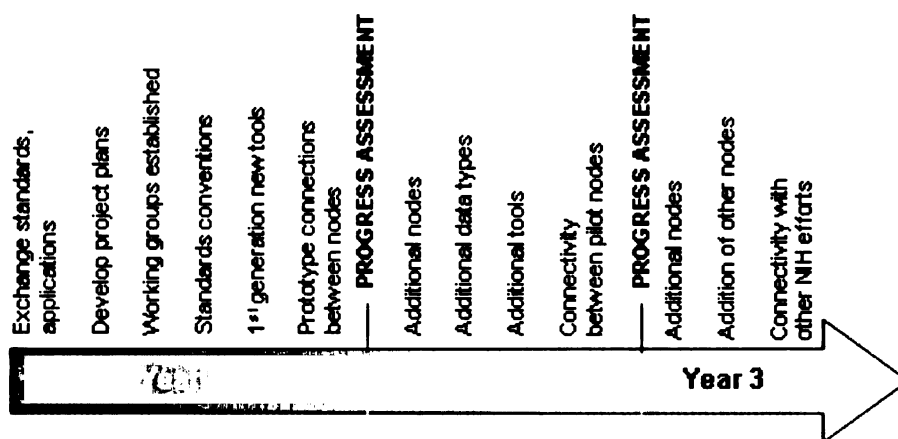 Exchange standards,
applications
Develop project plans
Working groups established
Standards conventions
1st generation new tools
Prototype connections
between nodes
PROGRESS ASSESSMENT
Additional nodes
Additional data types
Additional tools
Connectivity
between pilot nodes
PROGRESS ASSESSMENT
Additional nodes
Addition of other nodes
Connectivity with
other NIH efforts
Year 3